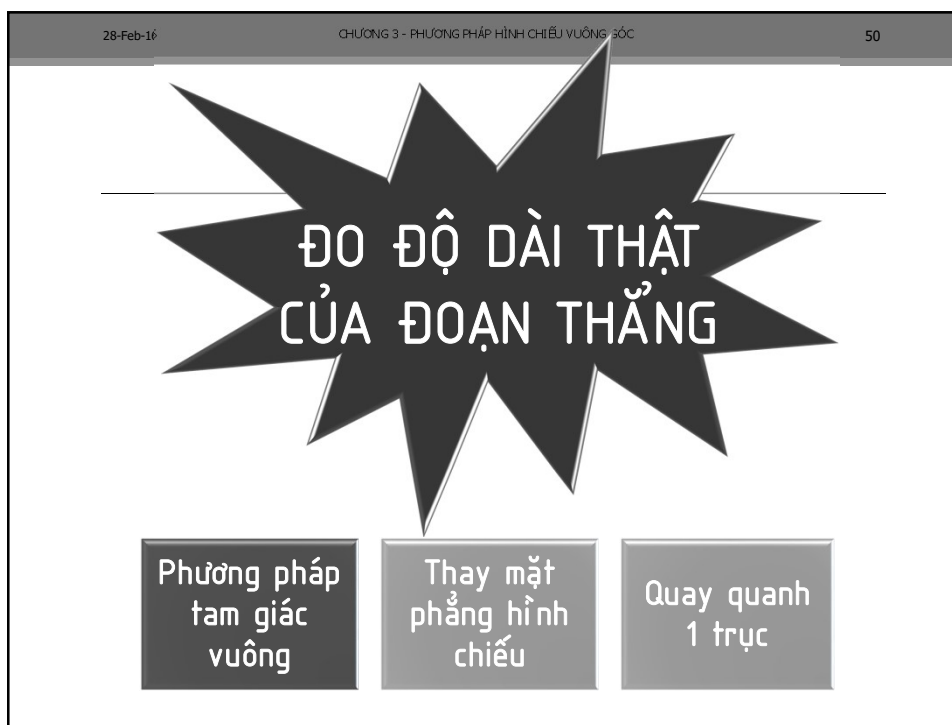 28-Feb-16
CHƯƠNG 3 - PHƯƠNG PHÁP HÌNH CHIẾU VUÔNG GÓC
50
ĐO ĐỘ DÀI THẬT
CỦA ĐOẠN THẲNG
Phương pháp
tam giác
vuông
Thay mặt
phẳng hình
chiếu
Quay quanh
1 trục